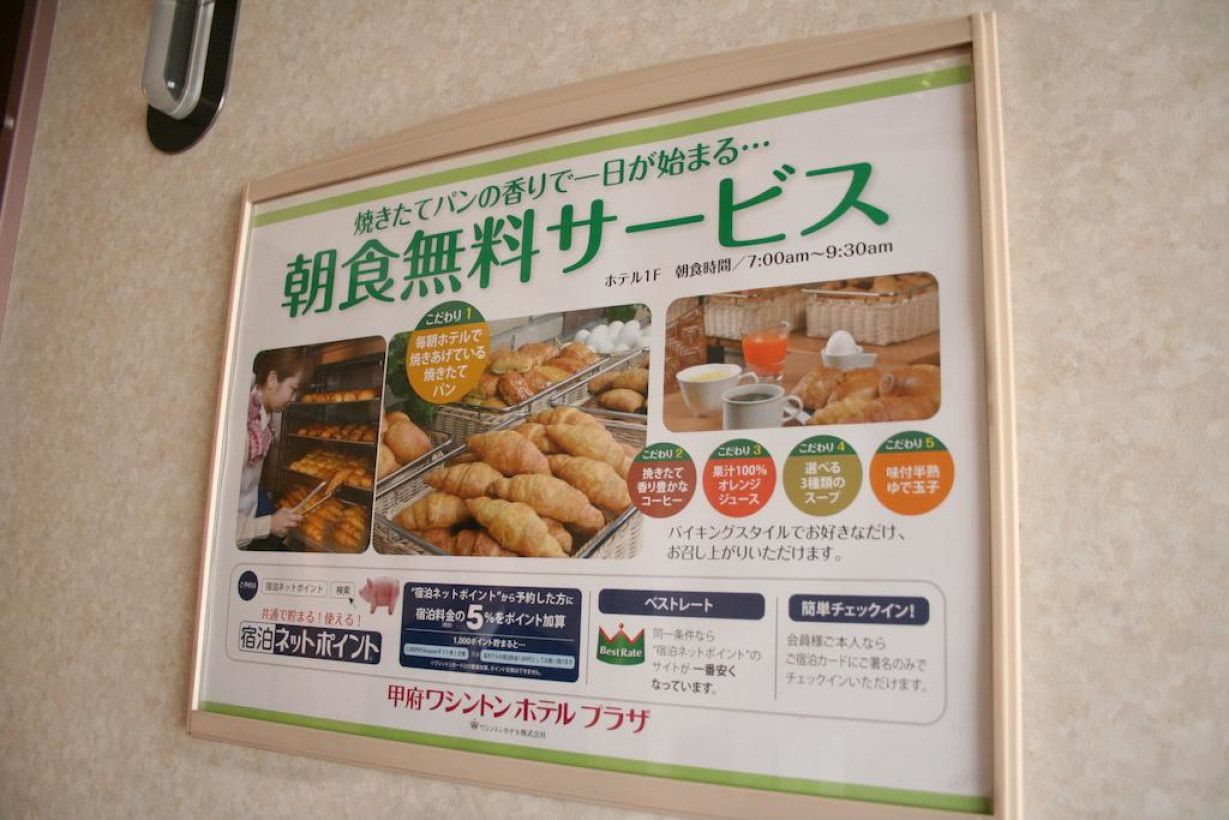 焼きたてパンの香りで一日が始まる…
朝食無料サービス
ホテル1F 朝食時間／7:00am～9:30am
こだわり 1
毎朝ホテルで
焼きあげている
焼きたて
パン
こだわり 2
挽きたて
香り豊かな
コーヒー
こだわり 3
果汁100%
オレンジ
ジュース
こだわり 4
選べる
3種類の
スープ
こだわり 5
味付半熟
ゆで玉子
バイキングスタイルでお好きなだけ、
お召し上がりいただけます。
ご予約は
宿泊ネットポイント 検索
共通で貯まる！使える！
宿泊ネットポイント
"宿泊ネットポイント"から予約した方に
宿泊料金の5%をポイント加算
1,000ポイント貯まると…
ベストレート
Best Rate
同一条件なら
"宿泊ネットポイント"の
サイトが一番安く
なっています。
簡単チェックイン!
会員様ご本人なら
ご宿泊カードにご署名のみで
チェックインいただけます。
甲府ワシントンホテルプラザ
ワシントンホテル株式会社